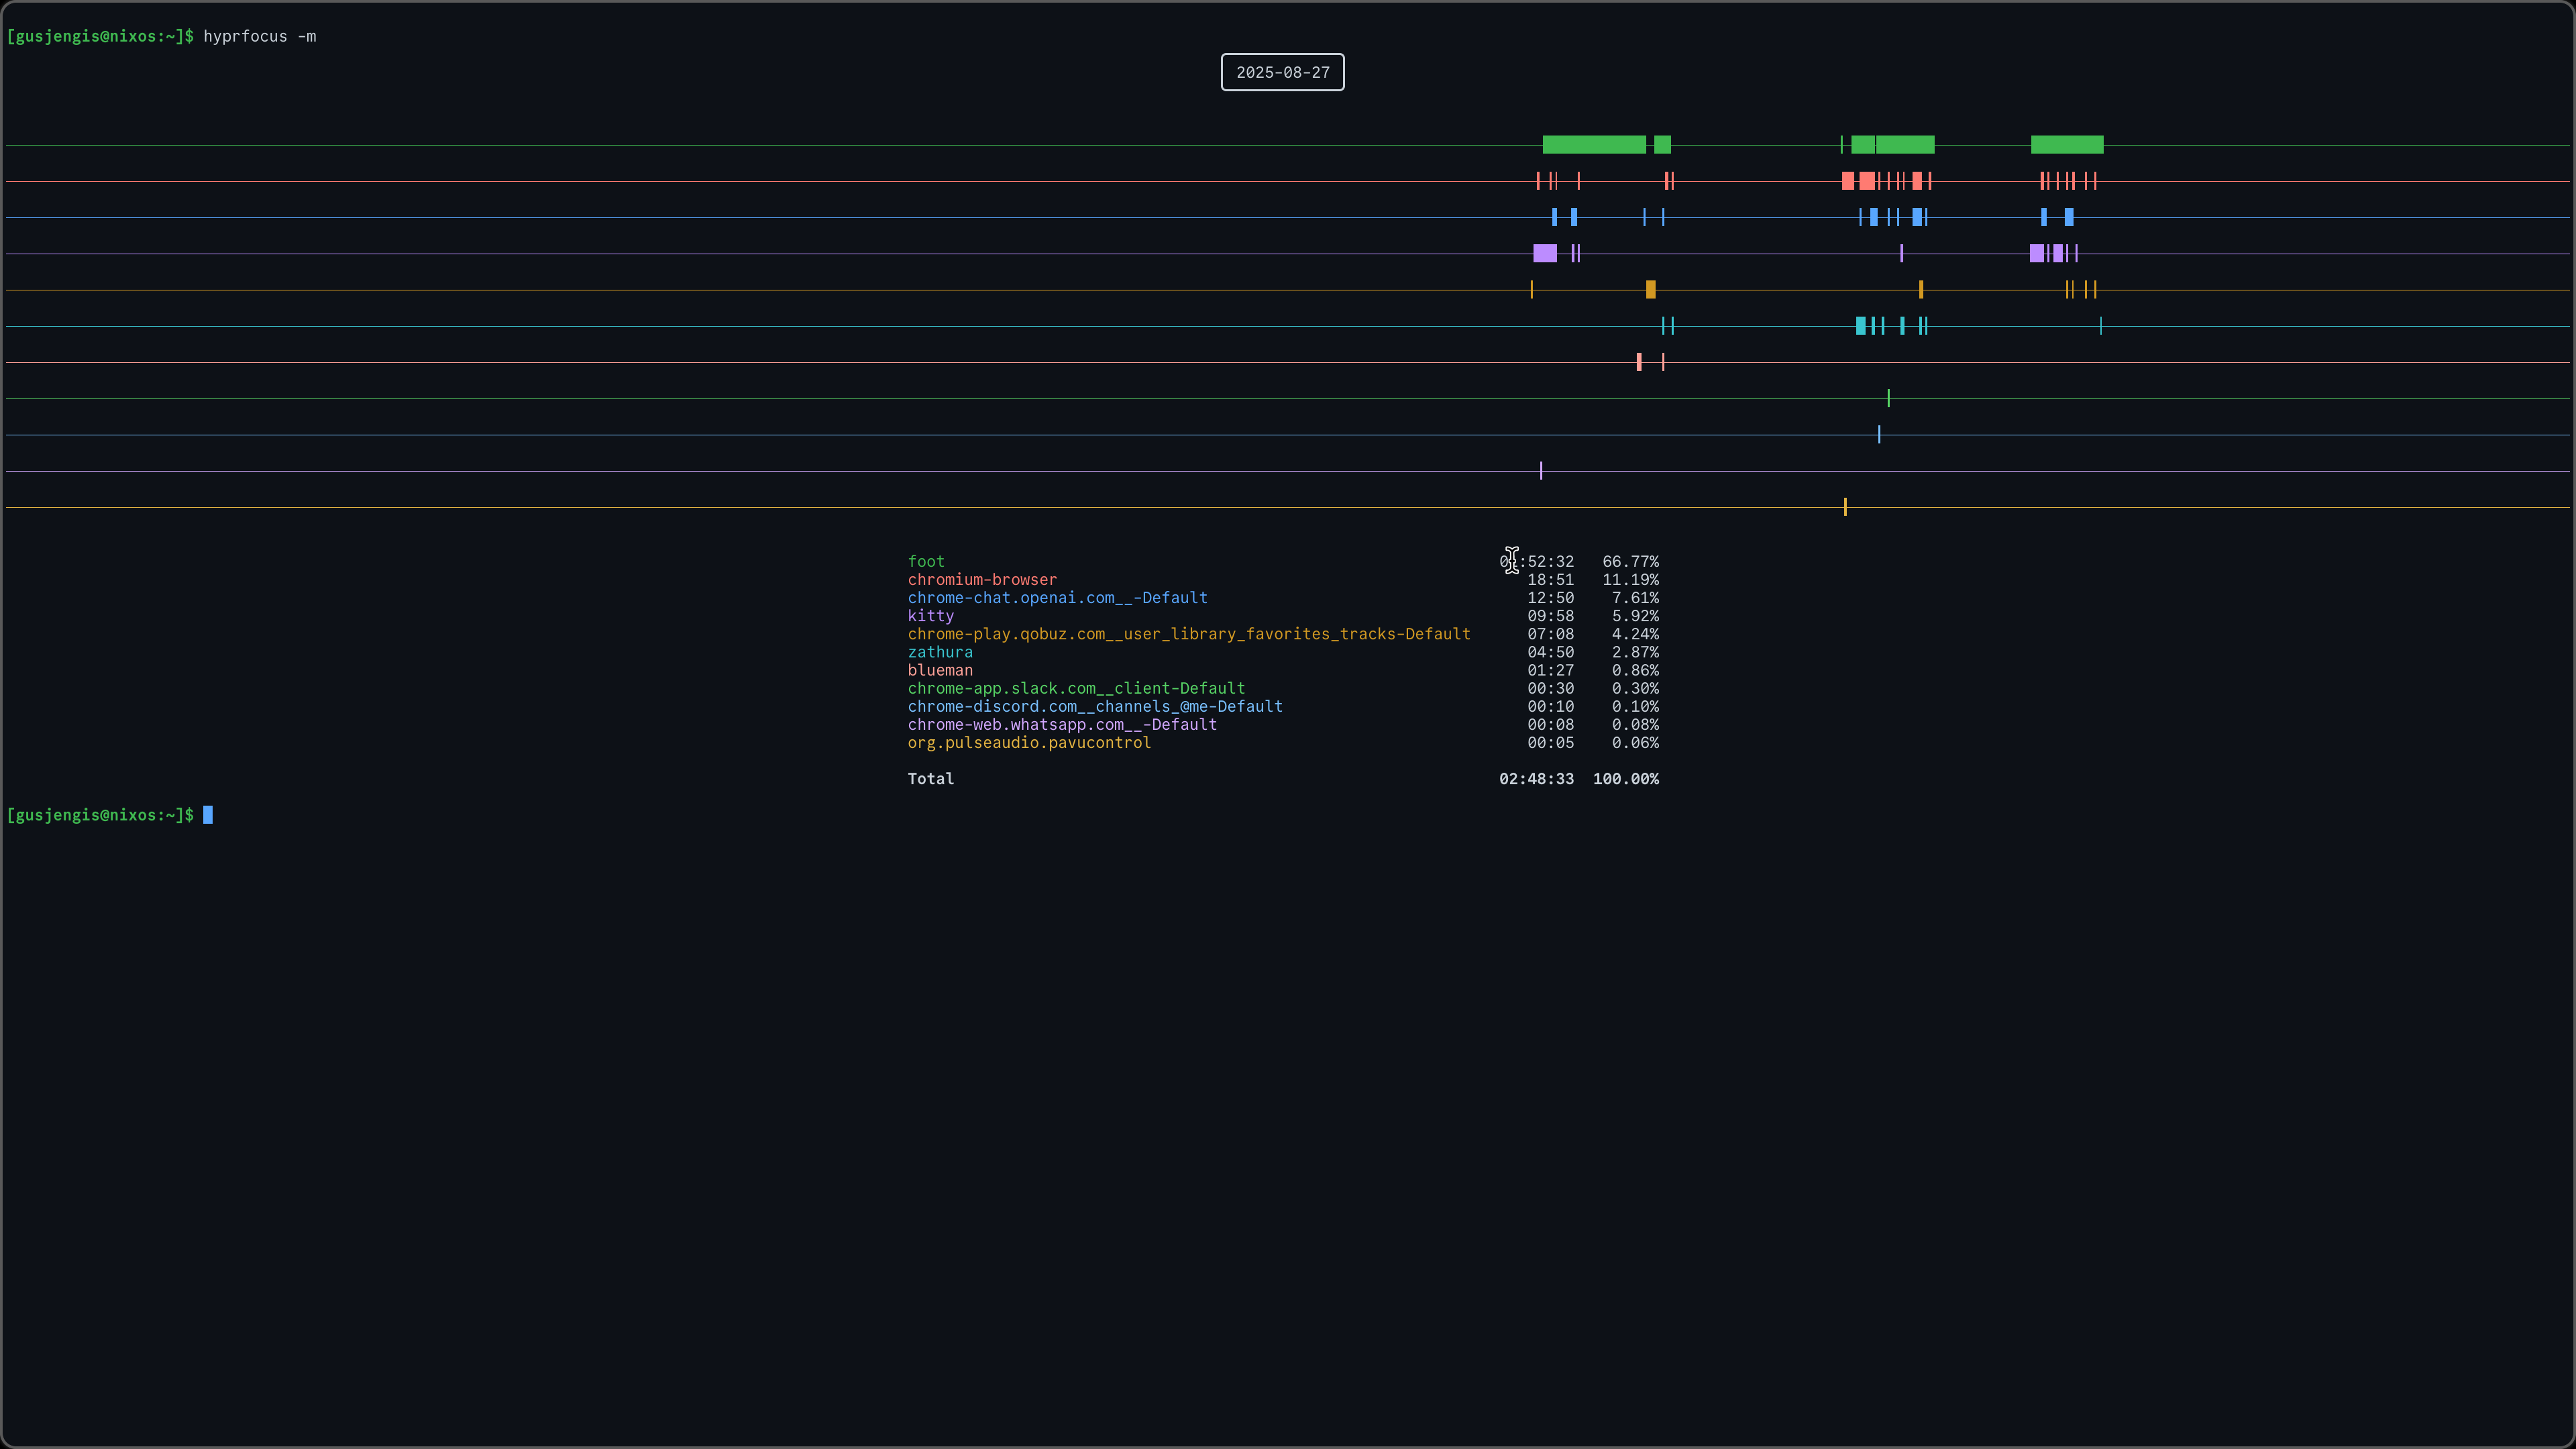 [gusjengis@nixos:~]$ hyprfocus -m
2025-08-27
foot :52:32 66.77%
chromium-browser 18:51 11.19%
chrome-chat.openai.com__-Default 12:50 7.61%
kitty 09:58 5.92%
chrome-play.qobuz.com__user_library_favorites_tracks-Default 07:08 4.24%
zathura 04:50 2.87%
blueman 01:27 0.86%
chrome-app.slack.com__client-Default 00:30 0.30%
chrome-discord.com__channels_@me-Default 00:10 0.10%
chrome-web.whatsapp.com__-Default 00:08 0.08%
org.pulseaudio.pavucontrol 00:05 0.06%
Total 02:48:33 100.00%
[gusjengis@nixos:~]$